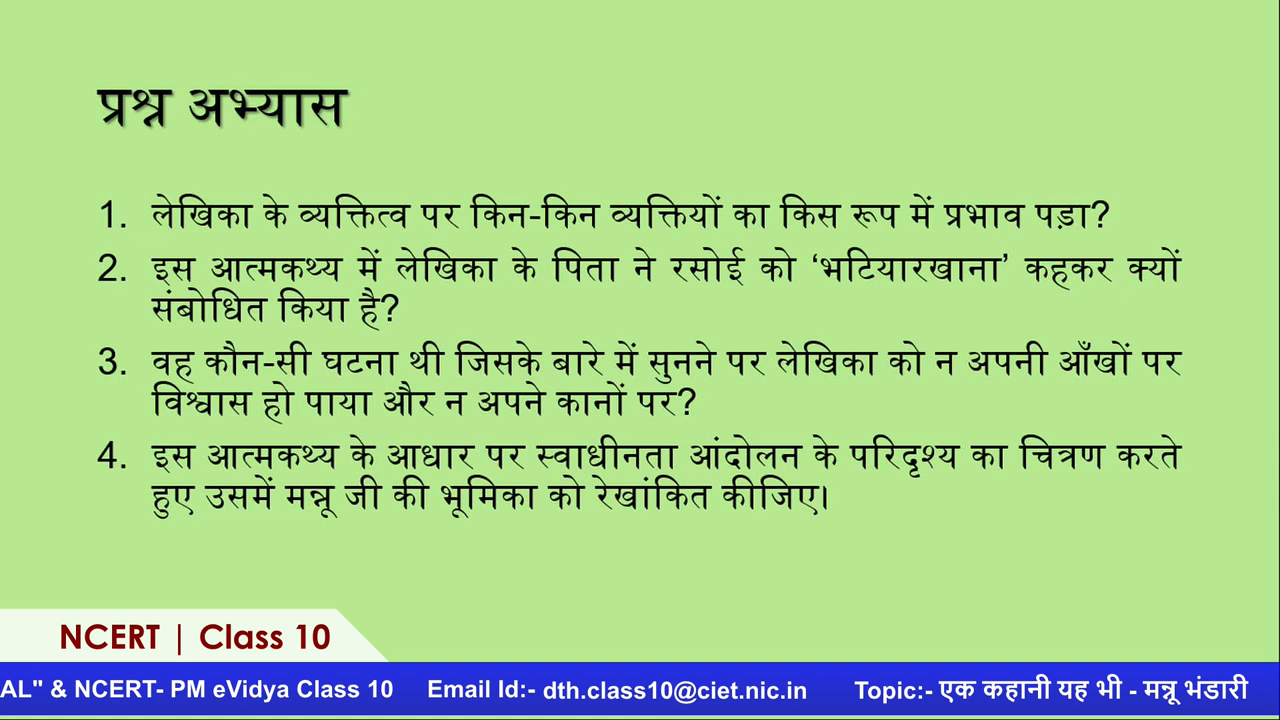 प्रश्न अभ्यास
1. लेखिका के व्यक्तित्व पर किन-किन व्यक्तियों का किस रूप में प्रभाव पड़ा?
2. इस आत्मकथ्य में लेखिका के पिता ने रसोई को ‘भटियारखाना’ कहकर क्यों
संबोधित किया है?
3. वह कौन-सी घटना थी जिसके बारे में सुनने पर लेखिका को न अपनी आँखों पर
विश्वास हो पाया और न अपने कानों पर?
4. इस आत्मकथ्य के आधार पर स्वाधीनता आंदोलन के परिदृश्य का चित्रण करते
हुए उसमें मन्नू जी की भूमिका को रेखांकित कीजिए।
NCERT | Class 10
AL" & NCERT- PM eVidya Class 10 Email Id:- dth.class10@ciet.nic.in Topic:- एक कहानी यह भी - मन्नू भंडारी